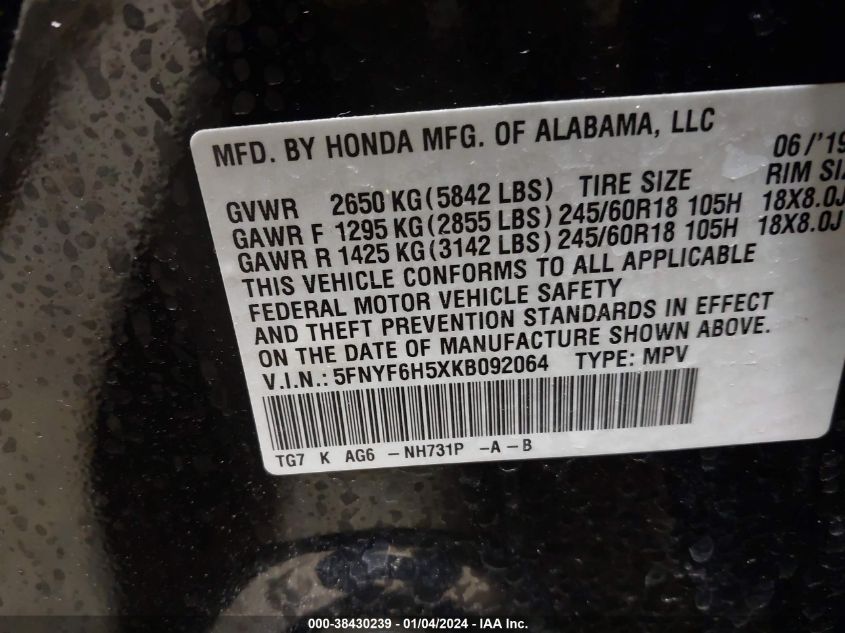 MFD. BY HONDA MFG. OF ALABAMA, LLC 06/'19
GVWR 2650 KG (5842 LBS) TIRE SIZE RIM SIZ
GAWR F 1295 KG (2855 LBS) 245/60R18 105H 18X8.0J
GAWR R 1425 KG (3142 LBS) 245/60R18 105H 18X8.0J
THIS VEHICLE CONFORMS TO ALL APPLICABLE
FEDERAL MOTOR VEHICLE SAFETY
AND THEFT PREVENTION STANDARDS IN EFFECT
ON THE DATE OF MANUFACTURE SHOWN ABOVE.
V.I.N.: 5FNYF6H5XKB092064 TYPE: MPV
TG7 K AG6 - NH731P -A-B
000-38430239 - 01/04/2024 - IAA Inc.